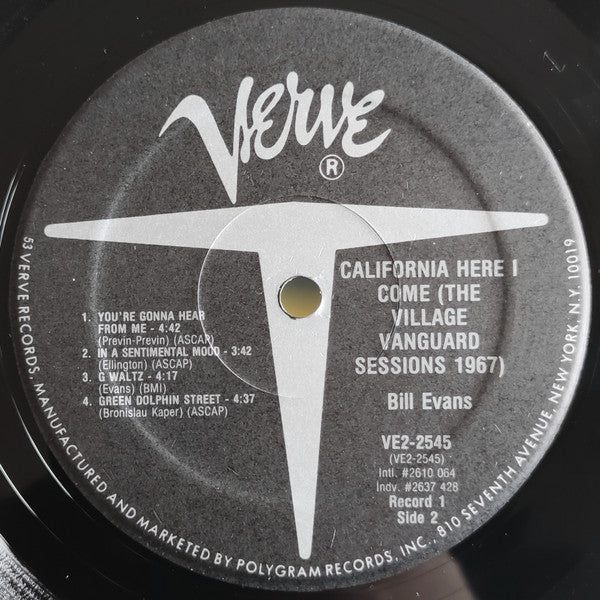 Verve
®
CALIFORNIA HERE I
COME (THE
VILLAGE
VANGUARD
SESSIONS 1967)
Bill Evans
VE2-2545
(VE2-2545)
Intl. #2610 064
Indv. #2637 428
Record 1
Side 2
1. YOU'RE GONNA HEAR
FROM ME - 4:42
(Previn-Previn) (ASCAP)
2. IN A SENTIMENTAL MOOD - 3:42
(Ellington) (ASCAP)
3. G WALTZ - 4:17
(Evans) (BMI)
4. GREEN DOLPHIN STREET - 4:37
(Bronislau Kaper) (ASCAP)
53 VERVE RECORDS. MANUFACTURED AND MARKETED BY POLYGRAM RECORDS, INC., 810 SEVENTH AVENUE, NEW YORK, N.Y. 10019